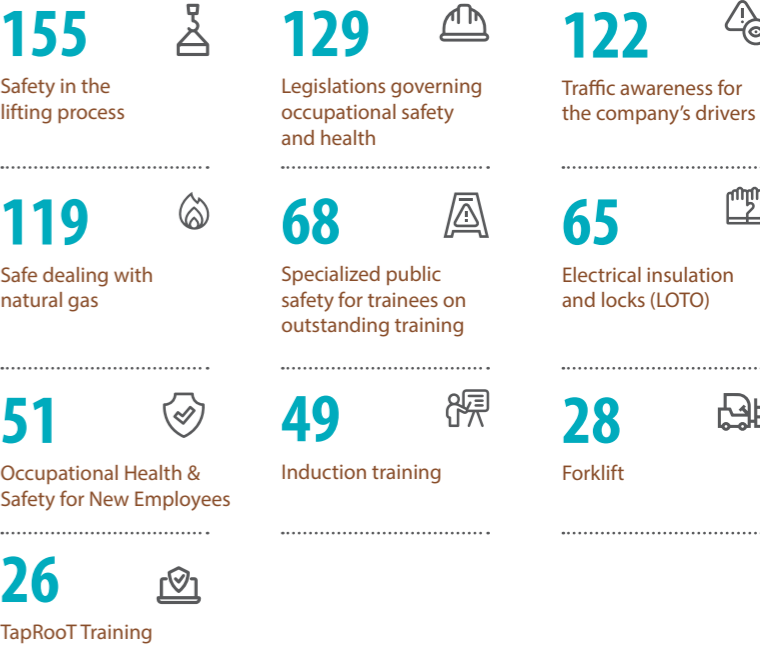 155
Safety in the
lifting process
129
Legislations governing
occupational safety
and health
122
Traffic awareness for
the company’s drivers
119
Safe dealing with
natural gas
68
Specialized public
safety for trainees on
outstanding training
65
Electrical insulation
and locks (LOTO)
51
Occupational Health &
Safety for New Employees
49
Induction training
28
Forklift
26
TapRooT Training